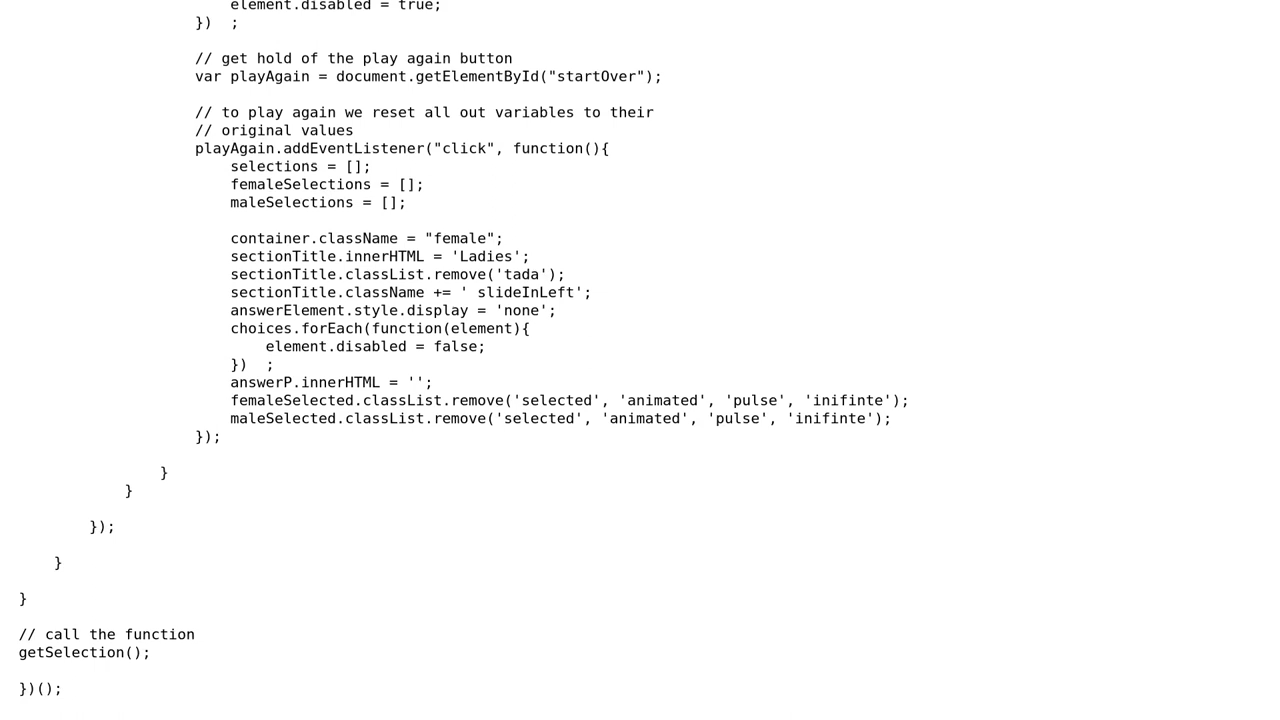 element.disabled = true;
})  ;
// get hold of the play again button
var playAgain = document.getElementById("startOver");
// to play again we reset all out variables to their
// original values
playAgain.addEventListener("click", function(){
selections = [];
femaleSelections = [];
maleSelections = [];
container.className = "female";
sectionTitle.innerHTML = 'Ladies';
sectionTitle.classList.remove('tada');
sectionTitle.className += ' slideInLeft';
answerElement.style.display = 'none';
choices.forEach(function(element){
element.disabled = false;
})  ;
answerP.innerHTML = '';
femaleSelected.classList.remove('selected', 'animated', 'pulse', 'inifinte');
maleSelected.classList.remove('selected', 'animated', 'pulse', 'inifinte');
});
}
}
});
}
}
// call the function
getSelection();
})();